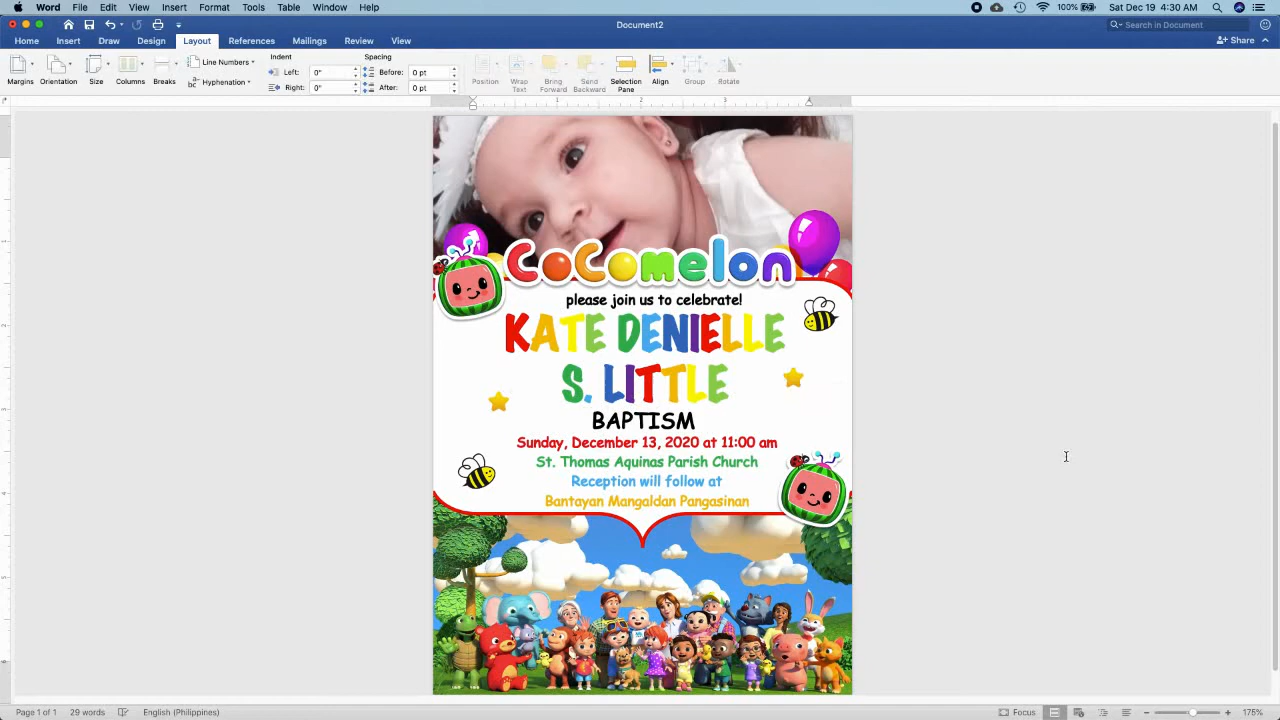 Word File Edit View Insert Format Tools Table Window Help 100% Sat Dec 19 4:30 AM
Document2 Search in Document
Home Insert Draw Design Layout References Mailings Review View Share
Line Numbers Indent Spacing
Left: 0" Before: 0 pt
Hyphenation Right: 0" After: 0 pt
Margins Orientation Size Columns Breaks Position Wrap Text Bring Forward Send Backward Selection Pane Align Group Rotate
1 2 3
CoComelon
please join us to celebrate!
KATE DENIELLE
S. LITTLE
BAPTISM
Sunday, December 13, 2020 at 11:00 am
St. Thomas Aquinas Parish Church
Reception will follow at
Bantayan Mangaldan Pangasinan
Page 1 of 1 29 words English (Philippines) Focus 175%